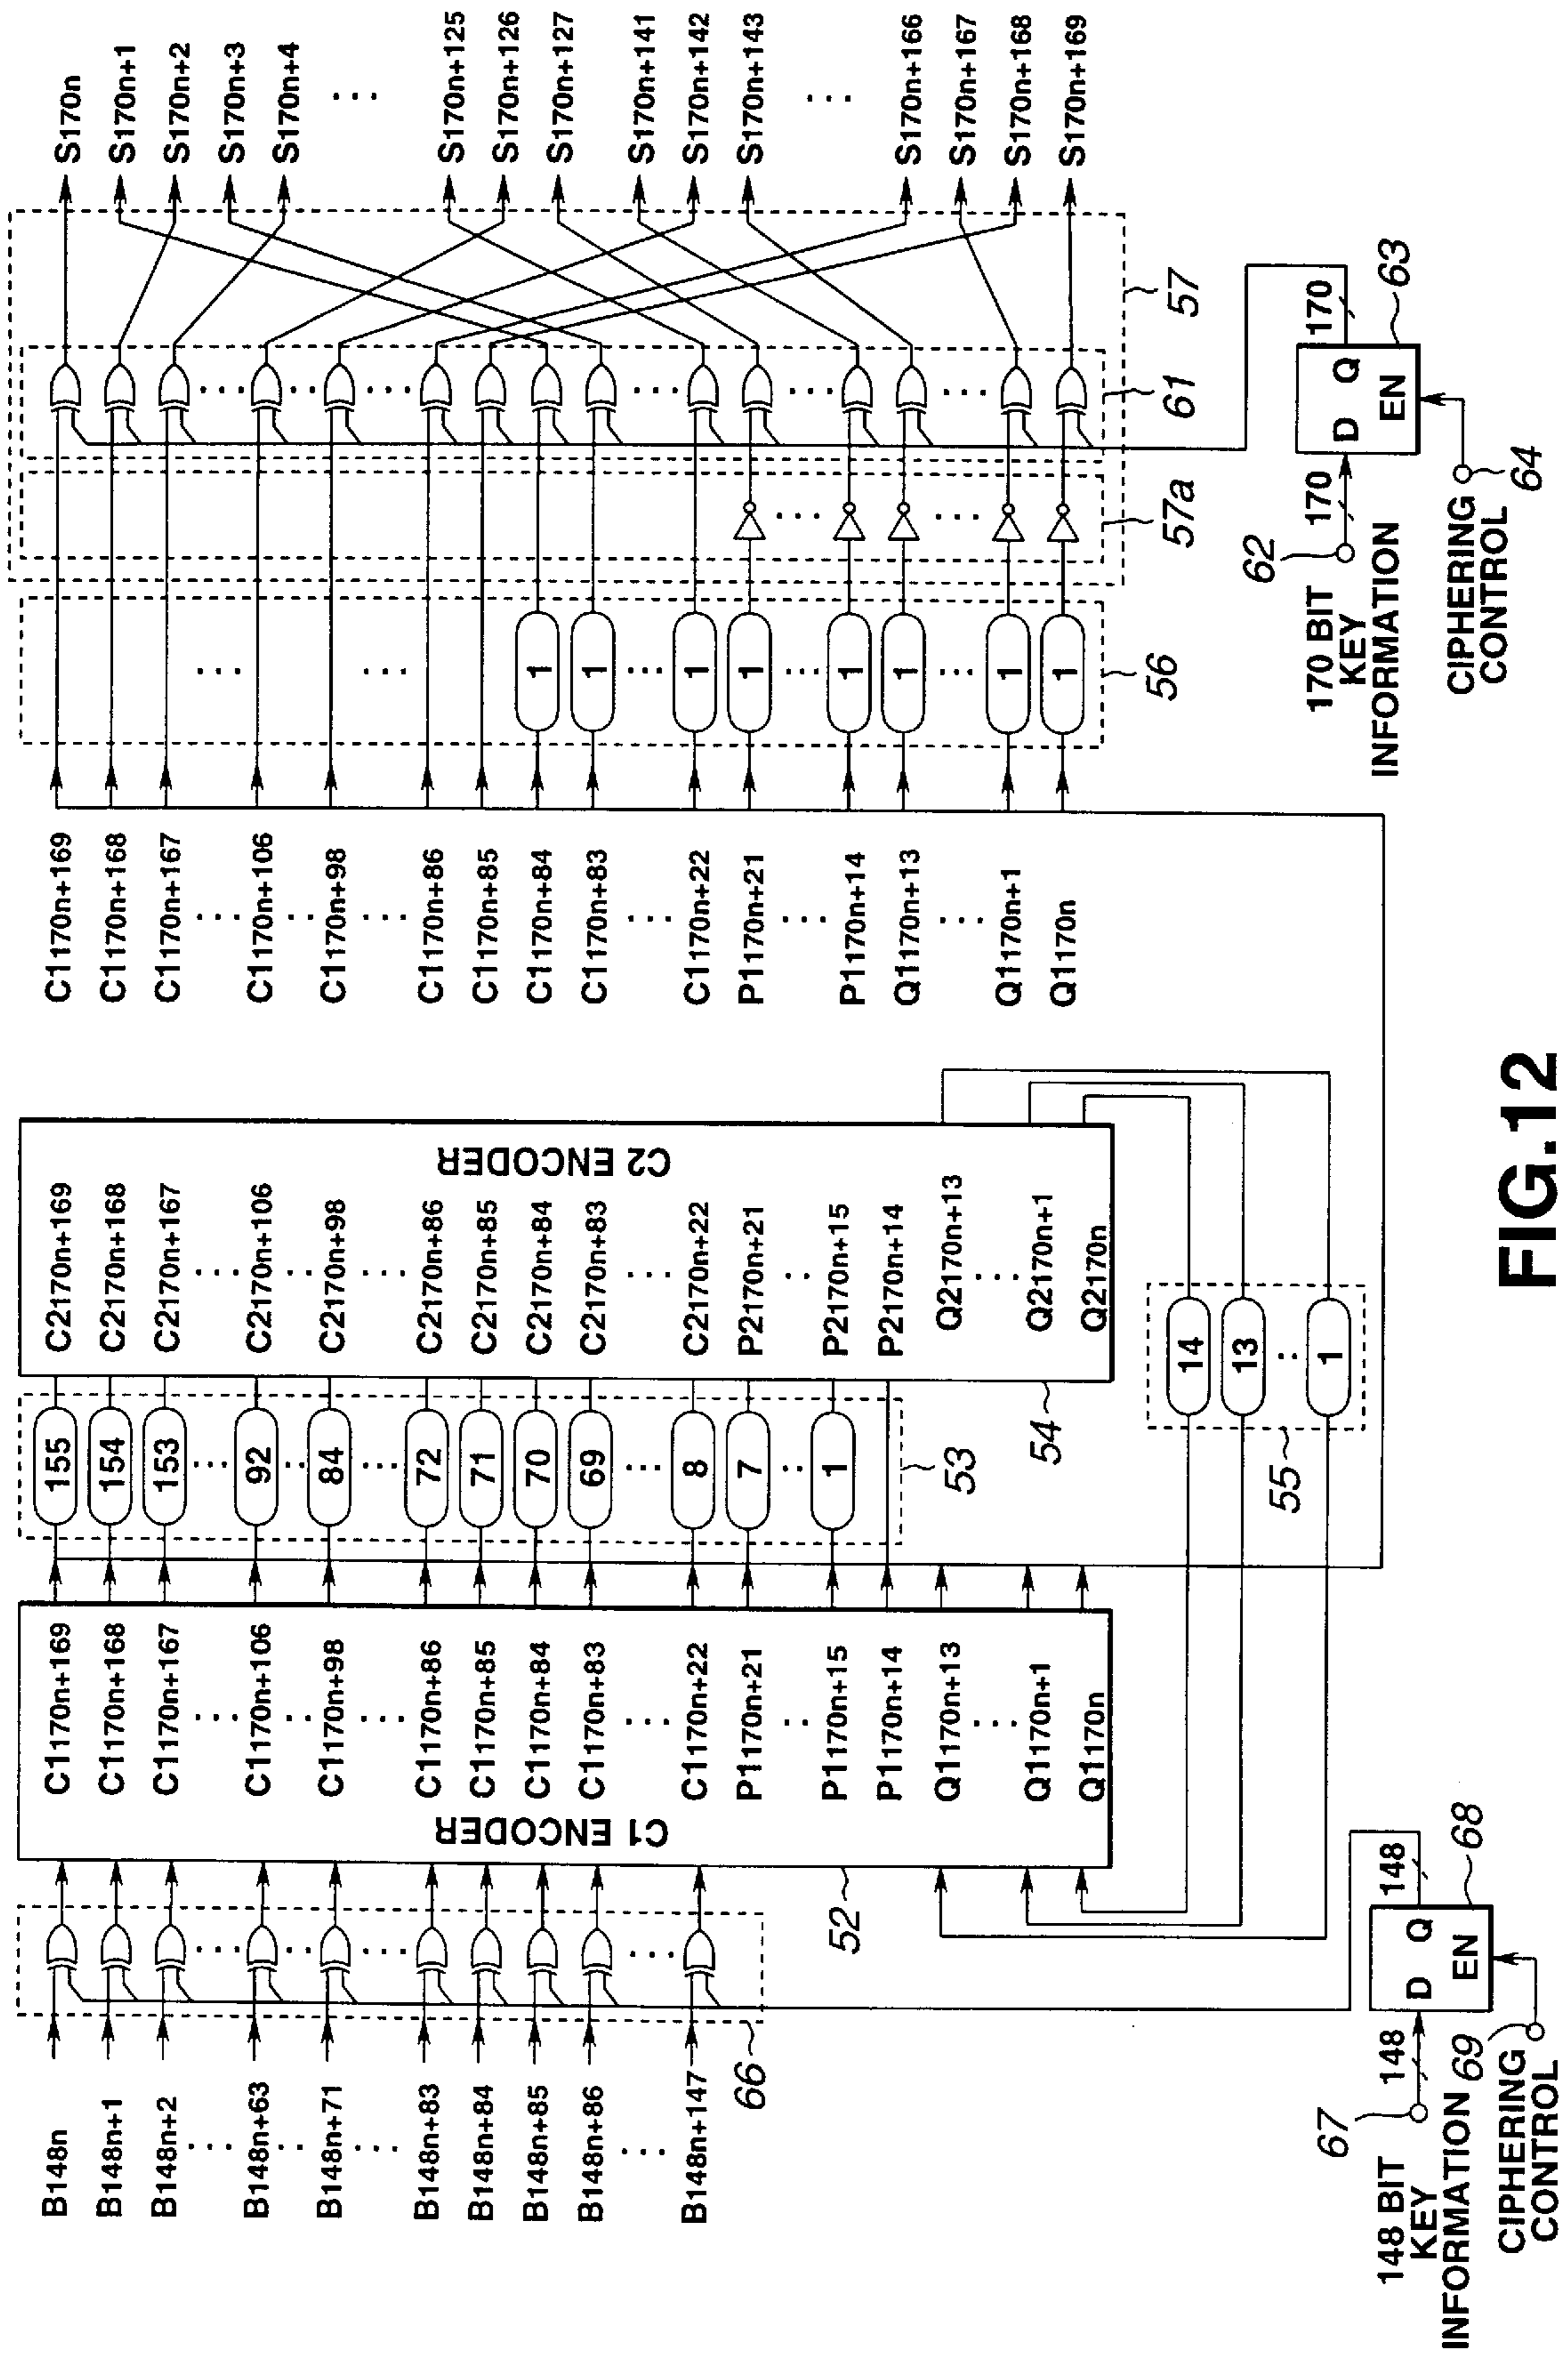 B148n
B148n+1
B148n+2
B148n+63
B148n+71
B148n+83
B148n+84
B148n+85
B148n+86
B148n+147
66
148 BIT
KEY
INFORMATION
67
148
D Q
EN
148
68
69
CIPHERING
CONTROL
C1 ENCODER
52
C1170n+169
C1170n+168
C1170n+167
C1170n+106
C1170n+98
C1170n+86
C1170n+85
C1170n+84
C1170n+83
C1170n+22
P1170n+21
P1170n+15
P1170n+14
Q1170n+13
Q1170n+1
Q1170n
155
154
153
92
84
72
71
70
69
8
7
1
53
C2170n+169
C2170n+168
C2170n+167
C2170n+106
C2170n+98
C2170n+86
C2170n+85
C2170n+84
C2170n+83
C2170n+22
P2170n+21
P2170n+15
P2170n+14
Q2170n+13
Q2170n+1
Q2170n
C2 ENCODER
54
14
13
1
55
C1170n+169
C1170n+168
C1170n+167
C1170n+106
C1170n+98
C1170n+86
C1170n+85
C1170n+84
C1170n+83
C1170n+22
P1170n+21
P1170n+14
Q1170n+13
Q1170n+1
Q1170n
1
1
1
1
1
1
1
1
56
57a
61
57
170 BIT
KEY
INFORMATION
62
170
D Q
EN
170
63
64
CIPHERING
CONTROL
S170n
S170n+1
S170n+2
S170n+3
S170n+4
S170n+125
S170n+126
S170n+127
S170n+141
S170n+142
S170n+143
S170n+166
S170n+167
S170n+168
S170n+169
FIG.12